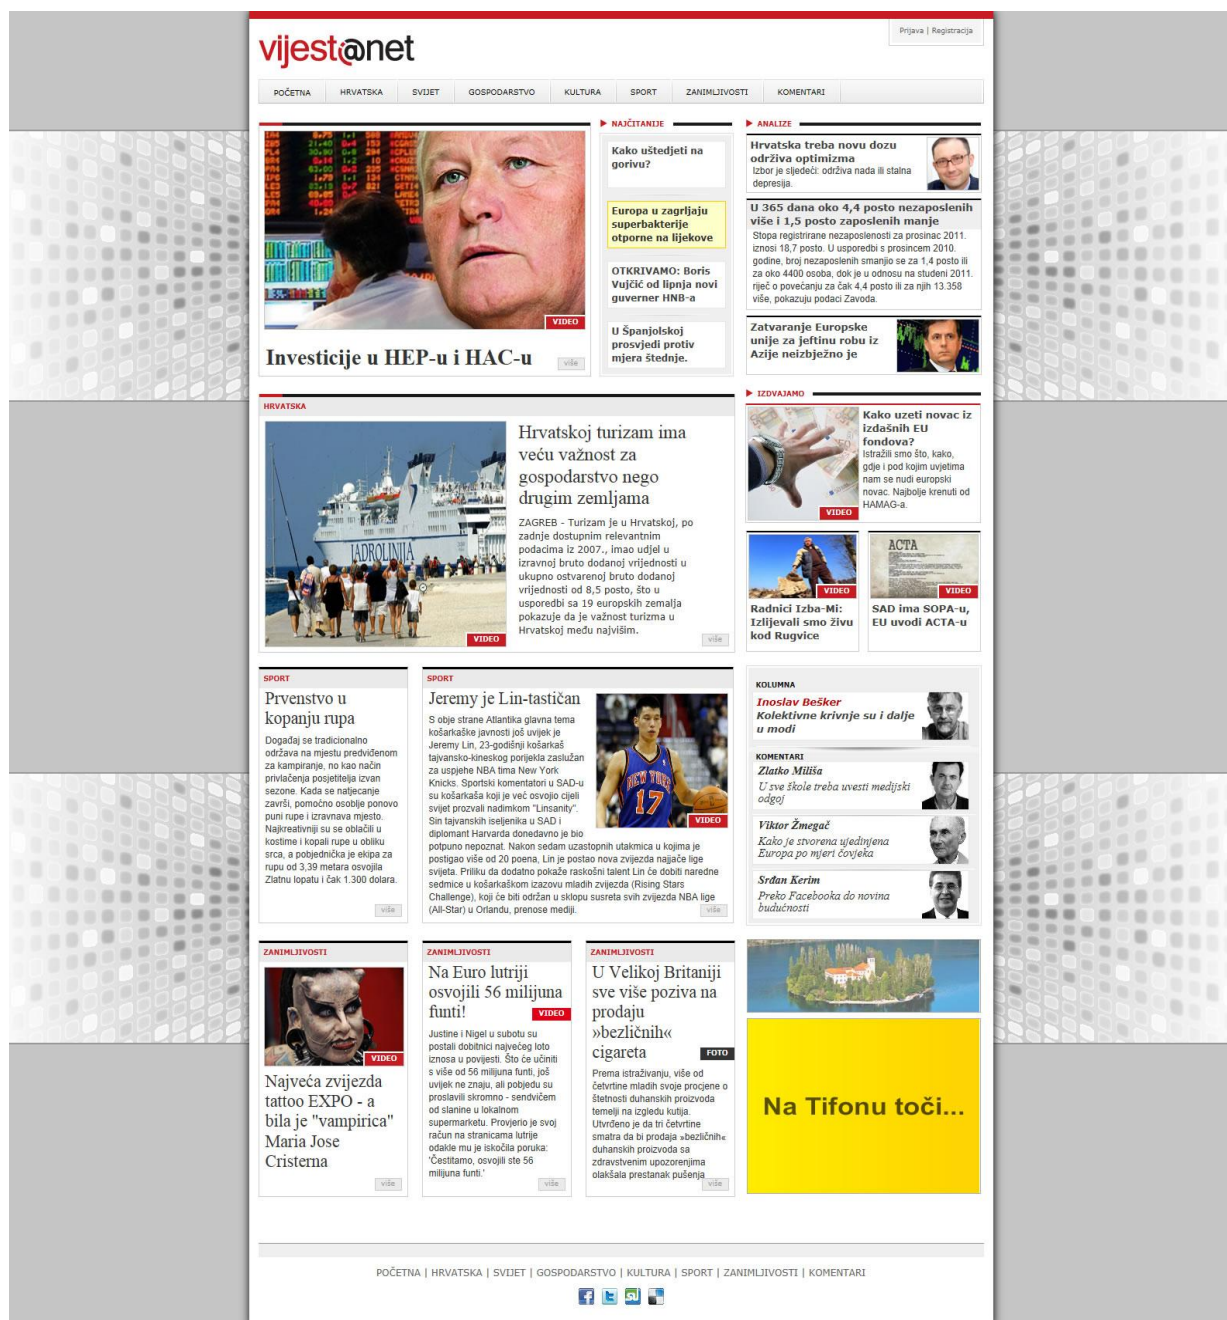 Prijava | Registracija
vijesti@net
POČETNA HRVATSKA SVIJET GOSPODARSTVO KULTURA SPORT ZANIMLJIVOSTI KOMENTARI
VIDEO
Investicije u HEP-u i HAC-u
više
NAJČITANIJE
Kako uštedjeti na
gorivu?
Europa u zagrljaju
superbakterije
otporne na lijekove
OTKRIVAMO: Boris
Vujčić od lipnja novi
guverner HNB-a
U Španjolskoj
prosvjedi protiv
mjera štednje.
ANALIZE
Hrvatska treba novu dozu
održiva optimizma
Izbor je sljedeći: održiva nada ili stalna
depresija.
U 365 dana oko 4,4 posto nezaposlenih
više i 1,5 posto zaposlenih manje
Stopa registrirane nezaposlenosti za prosinac 2011.
iznosi 18,7 posto. U usporedbi s prosincem 2010.
godine, broj nezaposlenih smanjio se za 1,4 posto ili
za oko 4400 osoba, dok je u odnosu na studeni 2011.
riječ o povećanju za čak 4,4 posto ili za njih 13.358
više, pokazuju podaci Zavoda.
Zatvaranje Europske
unije za jeftinu robu iz
Azije neizbježno je
HRVATSKA
JADROLINIJA
VIDEO
Hrvatskoj turizam ima
veću važnost za
gospodarstvo nego
drugim zemljama
ZAGREB - Turizam je u Hrvatskoj, po
zadnje dostupnim relevantnim
podacima iz 2007., imao udjel u
izravnoj bruto dodanoj vrijednosti u
ukupno ostvarenoj bruto dodanoj
vrijednosti od 8,5 posto, što u
usporedbi sa 19 europskih zemalja
pokazuje da je važnost turizma u
Hrvatskoj među najvišim.
više
IZDVAJAMO
VIDEO
Kako uzeti novac iz
izdašnih EU
fondova?
Istražili smo što, kako,
gdje i pod kojim uvjetima
nam se nudi europski
novac. Najbolje krenuti od
HAMAG-a.
VIDEO
Radnici Izba-Mi:
Izlijevali smo živu
kod Rugvice
ACTA
VIDEO
SAD ima SOPA-u,
EU uvodi ACTA-u
SPORT
Prvenstvo u
kopanju rupa
Događaj se tradicionalno
održava na mjestu predviđenom
za kampiranje, no kao način
privlačenja posjetitelja izvan
sezone. Kada se natjecanje
završi, pomoćno osoblje ponovo
puni rupe i izravnava mjesto.
Najkreativniji su se oblačili u
kostime i kopali rupe u obliku
srca, a pobjednička je ekipa za
rupu od 3,39 metara osvojila
Zlatnu lopatu i čak 1.300 dolara.
više
SPORT
Jeremy je Lin-tastičan
S obje strane Atlantika glavna tema
košarkaške javnosti još uvijek je
Jeremy Lin, 23-godišnji košarkaš
tajvansko-kineskog porijekla zaslužan
za uspjehe NBA tima New York
Knicks. Sportski komentatori u SAD-u
su košarkaša koji je već osvojio cijeli
svijet prozvali nadimkom "Linsanity".
Sin tajvanskih iseljenika u SAD i
diplomant Harvarda donedavno je bio
potpuno nepoznat. Nakon sedam uzastopnih utakmica u kojima je
postigao više od 20 poena, Lin je postao nova zvijezda najjače lige
svijeta. Priliku da dodatno pokaže raskošni talent Lin će dobiti naredne
sedmice u košarkaškom izazovu mladih zvijezda (Rising Stars
Challenge), koji će biti održan u sklopu susreta svih zvijezda NBA lige
(All-Star) u Orlandu, prenose mediji.
NEW YORK
17
VIDEO
više
KOLUMNA
Inoslav Bešker
Kolektivne krivnje su i dalje
u modi
KOMENTARI
Zlatko Miliša
U sve škole treba uvesti medijski
odgoj
Viktor Žmegač
Kako je stvorena ujedinjena
Europa po mjeri čovjeka
Srđan Kerim
Preko Facebooka do novina
budućnosti
ZANIMLJIVOSTI
VIDEO
Najveća zvijezda
tattoo EXPO - a
bila je "vampirica"
Maria Jose
Cristerna
više
ZANIMLJIVOSTI
Na Euro lutriji
osvojili 56 milijuna
funti!
VIDEO
Justine i Nigel u subotu su
postali dobitnici najvećeg loto
iznosa u povijesti. Što će učiniti
s više od 56 milijuna funti, još
uvijek ne znaju, ali pobjedu su
proslavili skromno - sendvičem
od slanine u lokalnom
supermarketu. Provjerio je svoj
račun na stranicama lutrije
odakle mu je iskočila poruka:
'Čestitamo, osvojili ste 56
milijuna funti.'
više
ZANIMLJIVOSTI
U Velikoj Britaniji
sve više poziva na
prodaju
»bezličnih«
cigareta
FOTO
Prema istraživanju, više od
četvrtine mladih svoje procjene o
štetnosti duhanskih proizvoda
temelji na izgledu kutija.
Utvrđeno je da tri četvrtine
smatra da bi prodaja »bezličnih«
duhanskih proizvoda sa
zdravstvenim upozorenjima
olakšala prestanak pušenja
više
Na Tifonu toči...
POČETNA | HRVATSKA | SVIJET | GOSPODARSTVO | KULTURA | SPORT | ZANIMLJIVOSTI | KOMENTARI